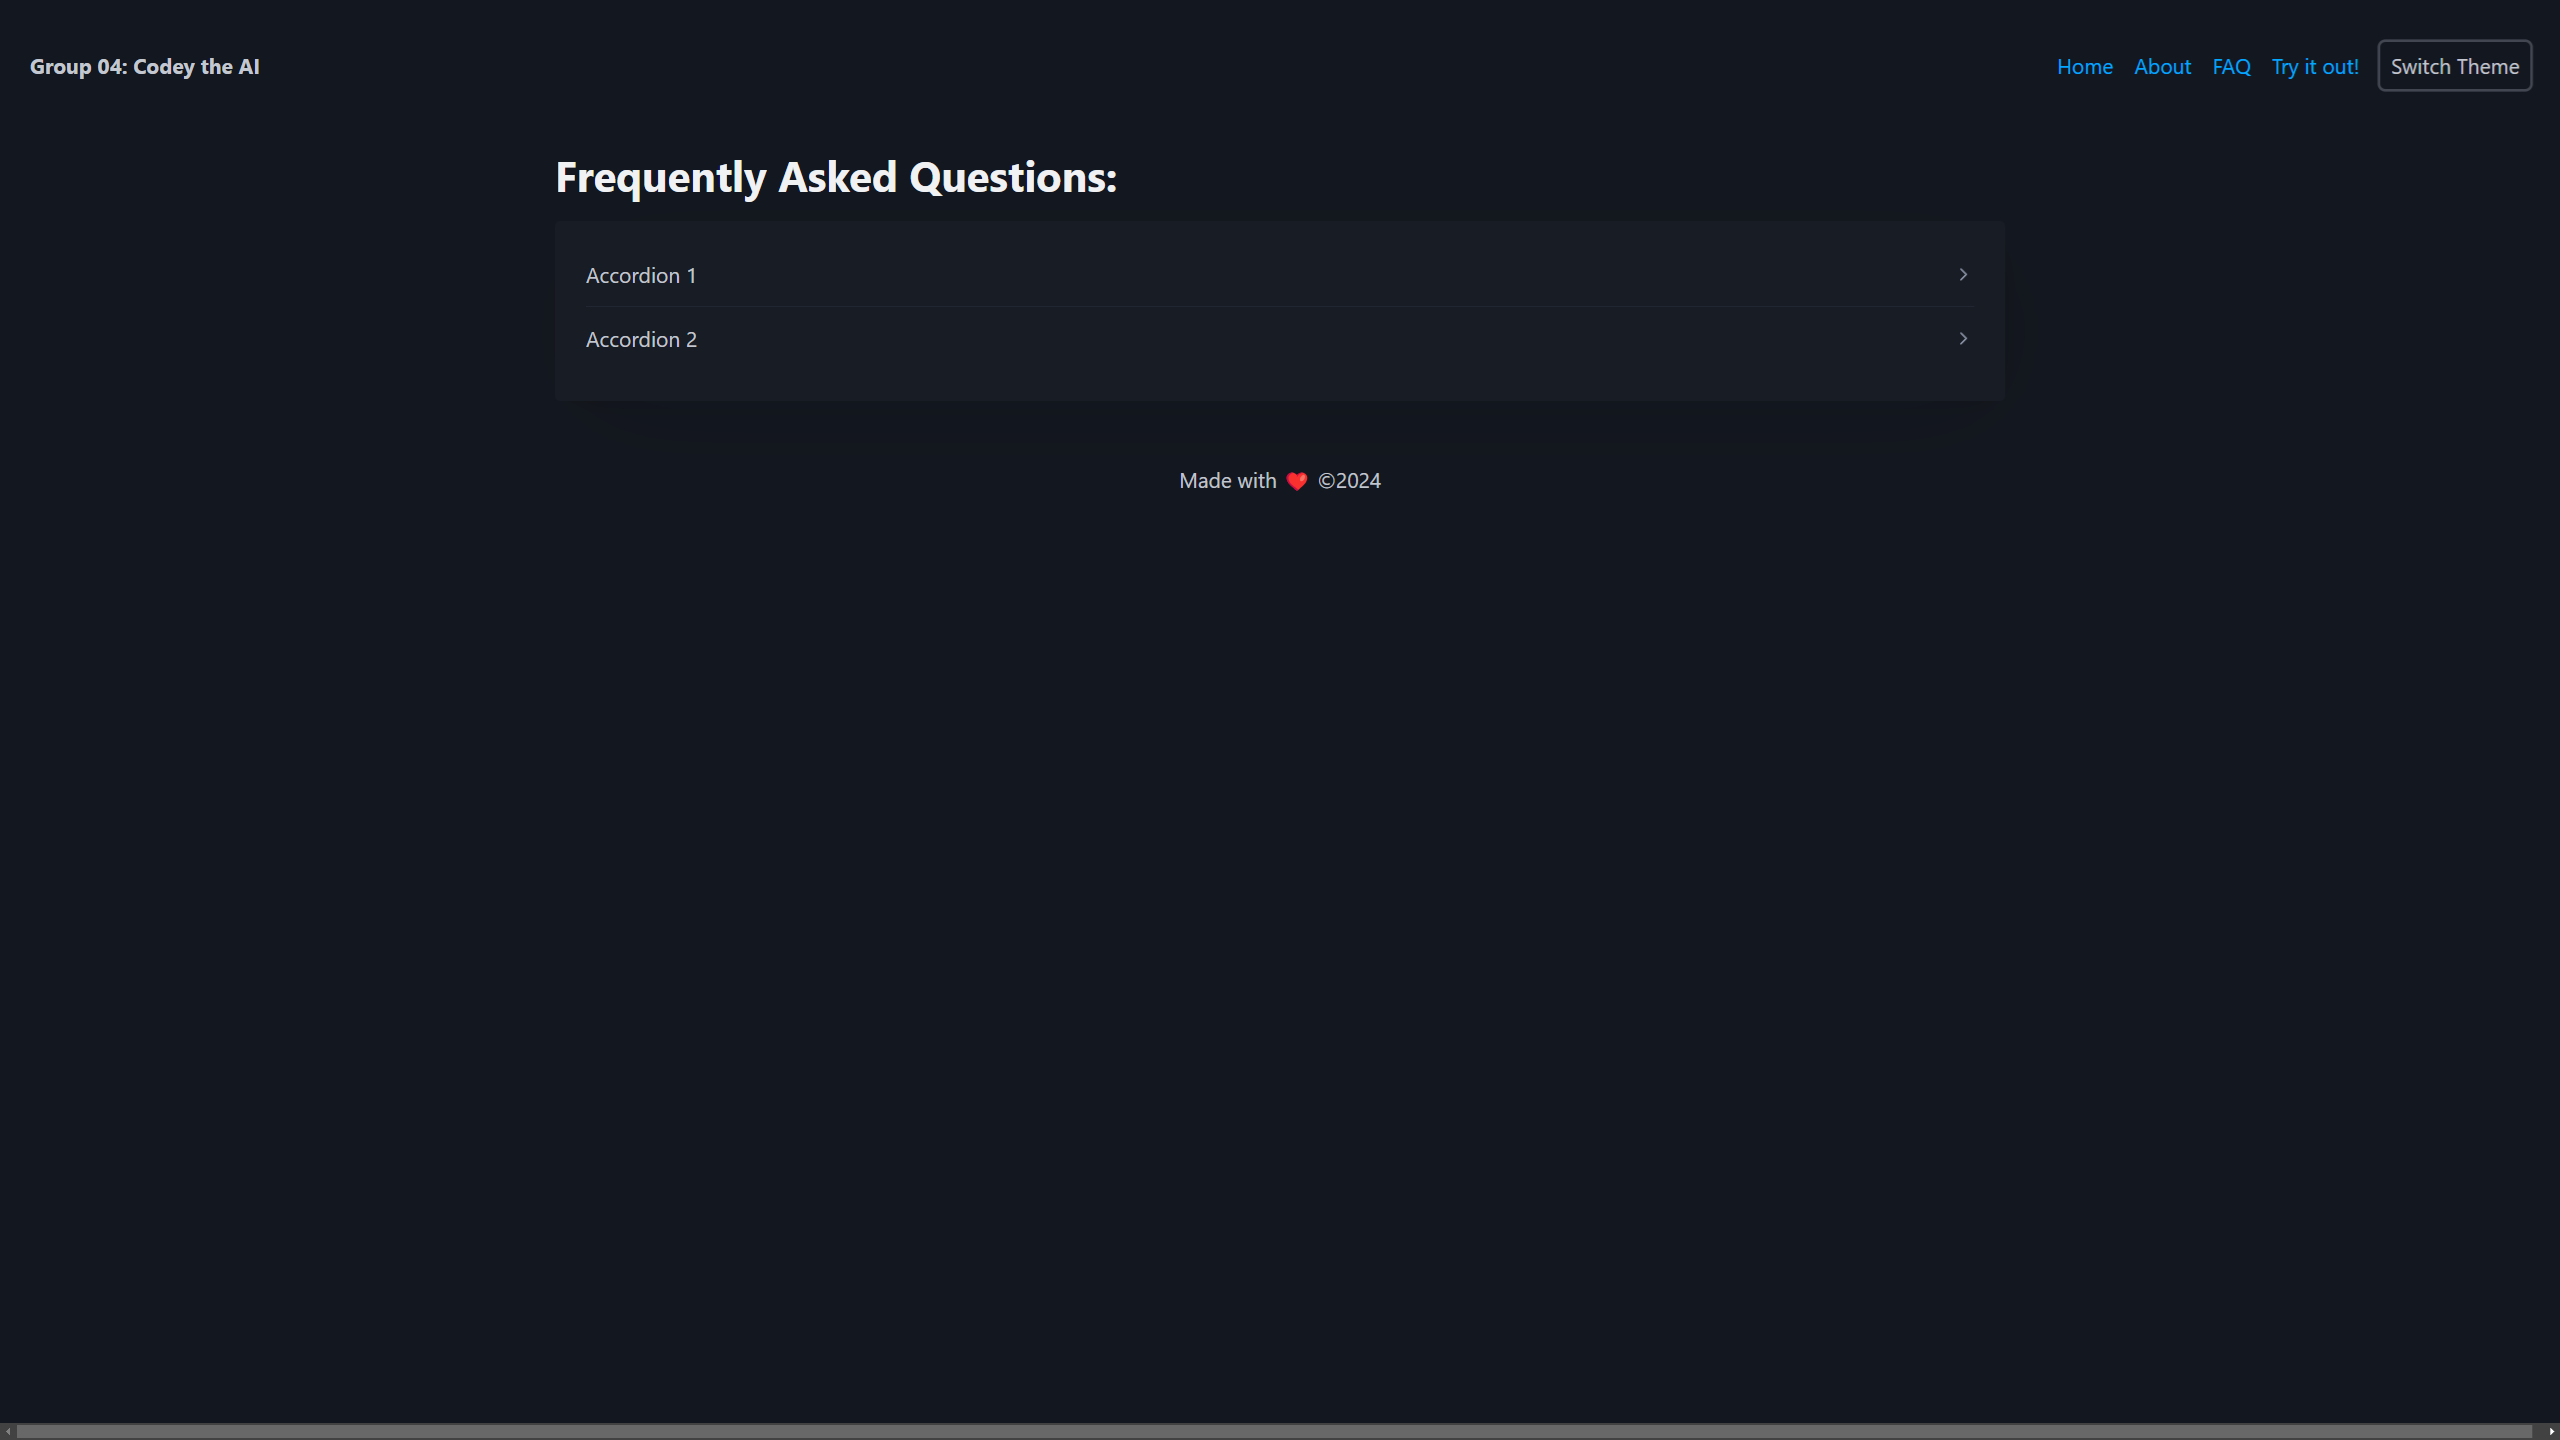 Group 04: Codey the AI
Home About FAQ Try it out! Switch Theme
Frequently Asked Questions:
Accordion 1
Accordion 2
Made with ❤️ ©2024